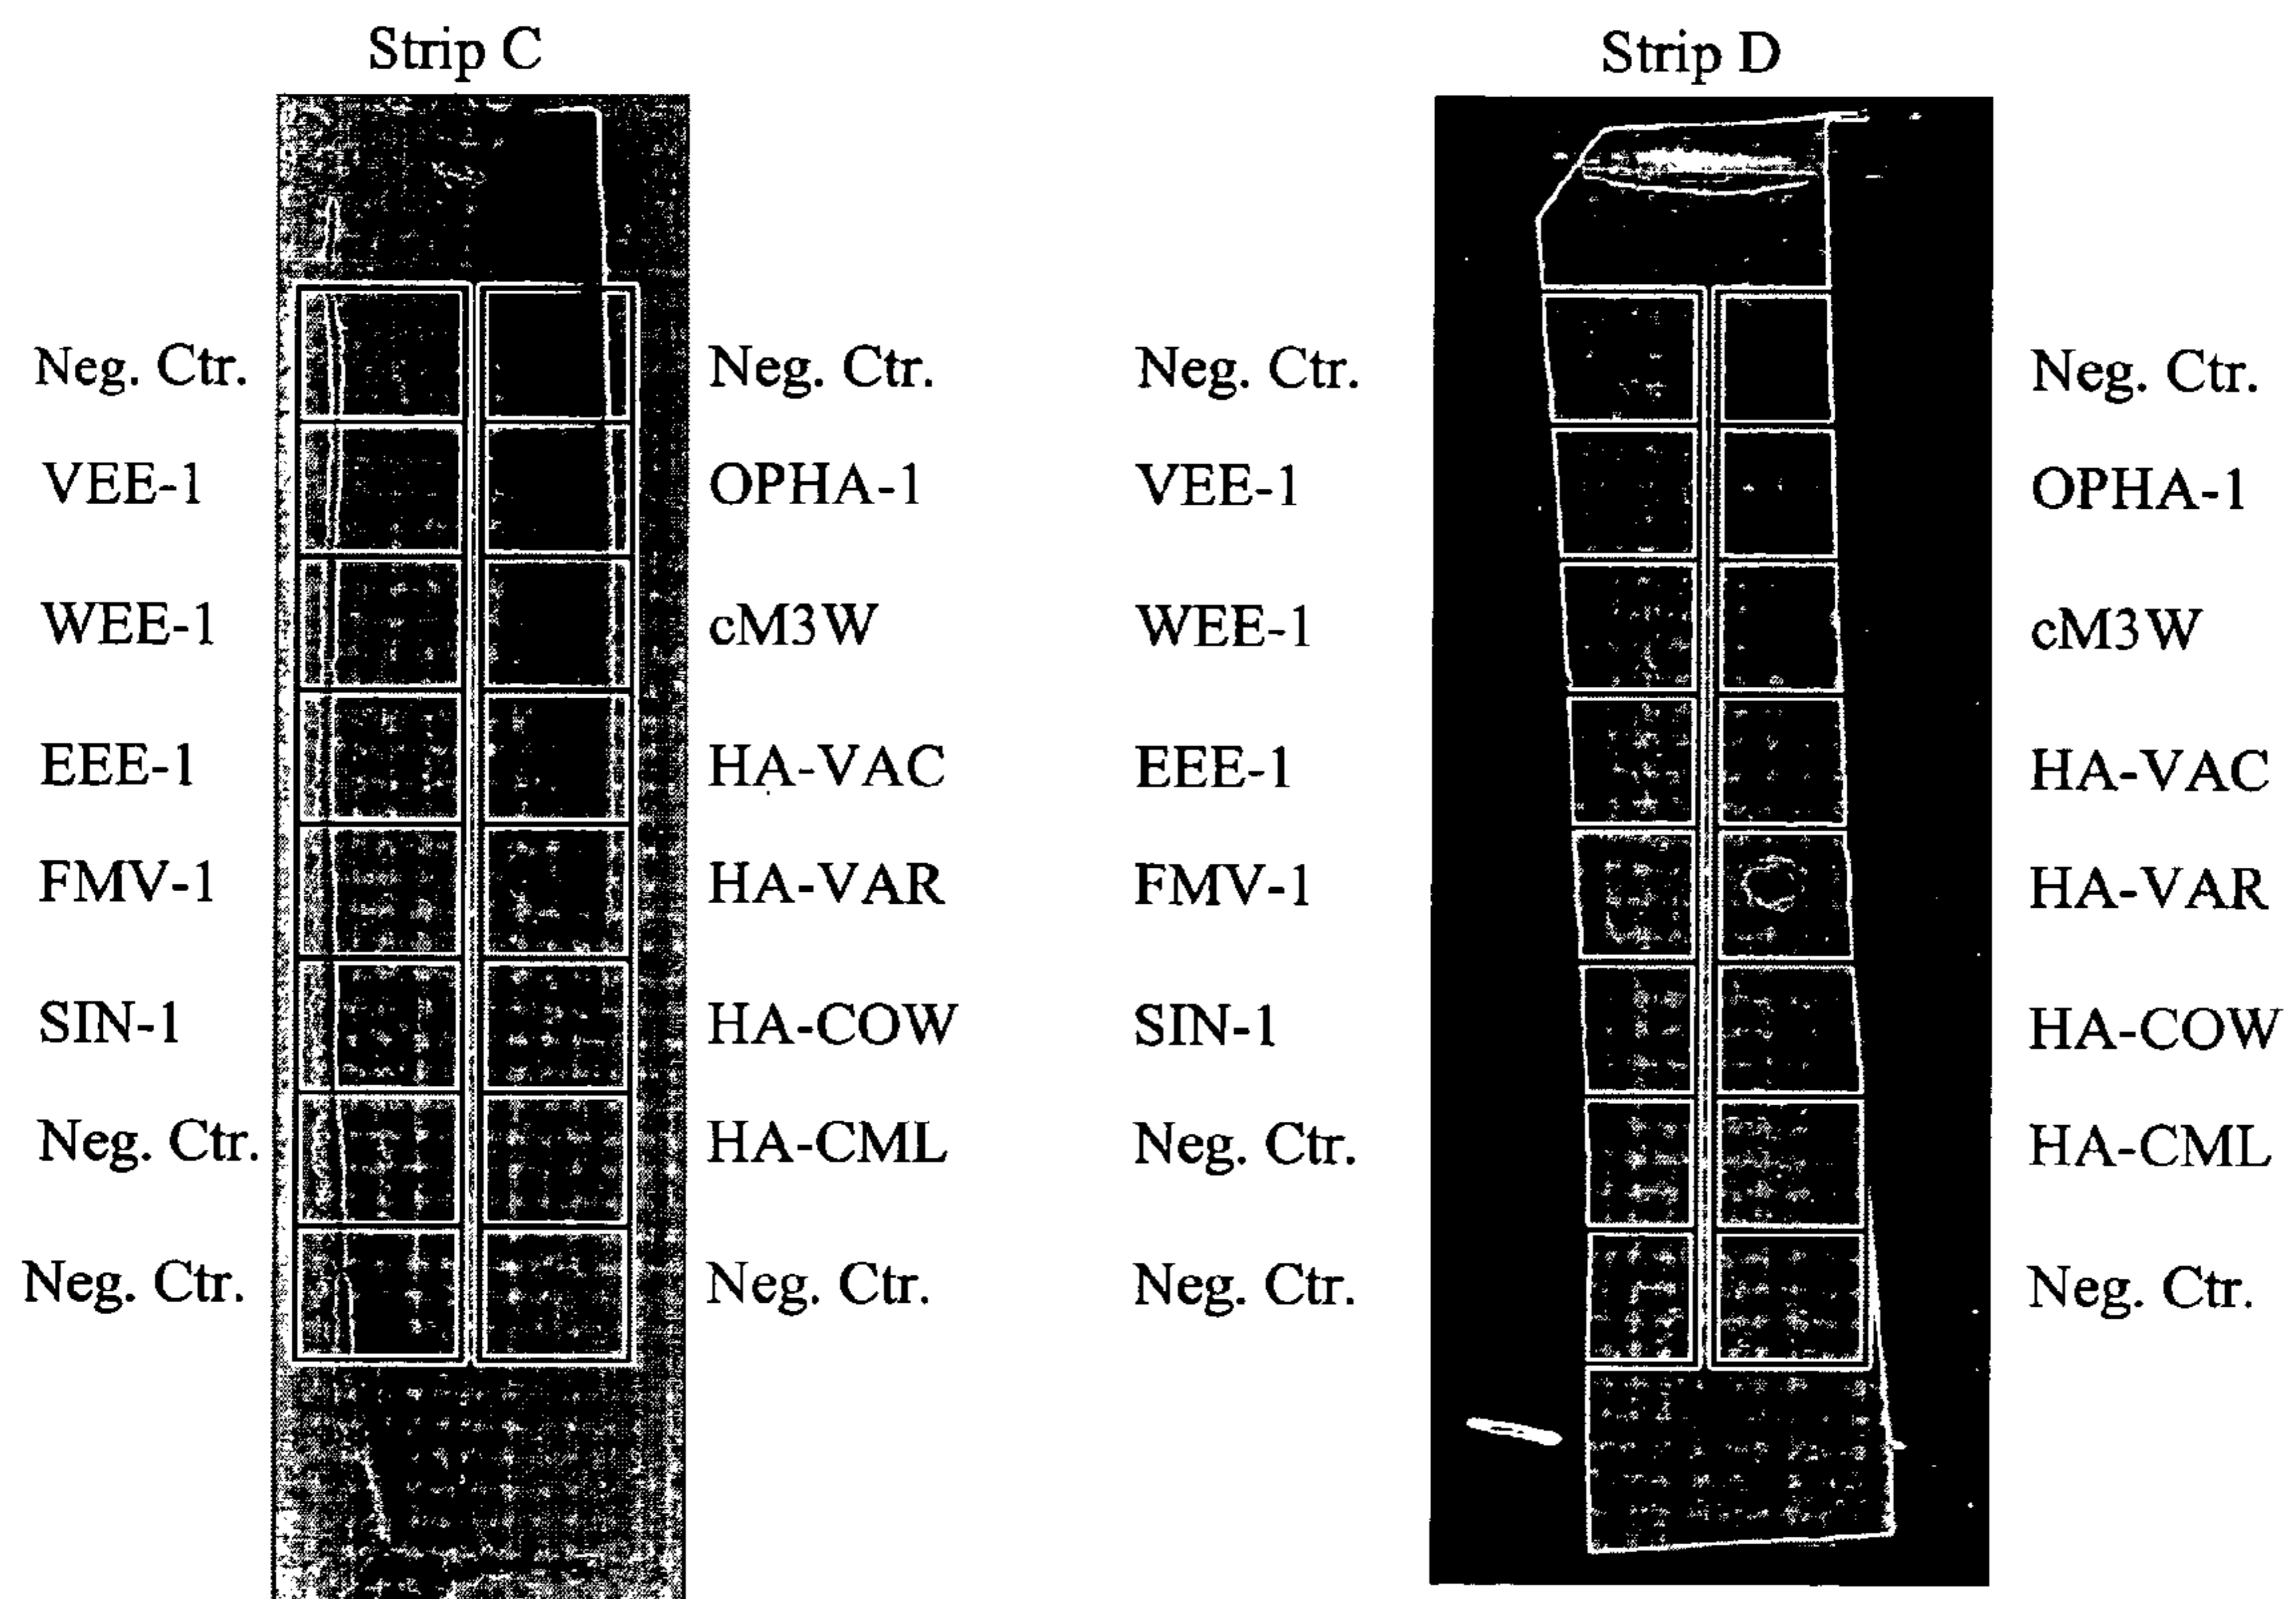 Strip C
Strip D
Neg. Ctr.
Neg. Ctr.
Neg. Ctr.
Neg. Ctr.
VEE-1
OPHA-1
VEE-1
OPHA-1
WEE-1
cM3W
WEE-1
cM3W
EEE-1
HA-VAC
EEE-1
HA-VAC
FMV-1
HA-VAR
FMV-1
HA-VAR
SIN-1
HA-COW
SIN-1
HA-COW
Neg. Ctr.
HA-CML
Neg. Ctr.
HA-CML
Neg. Ctr.
Neg. Ctr.
Neg. Ctr.
Neg. Ctr.